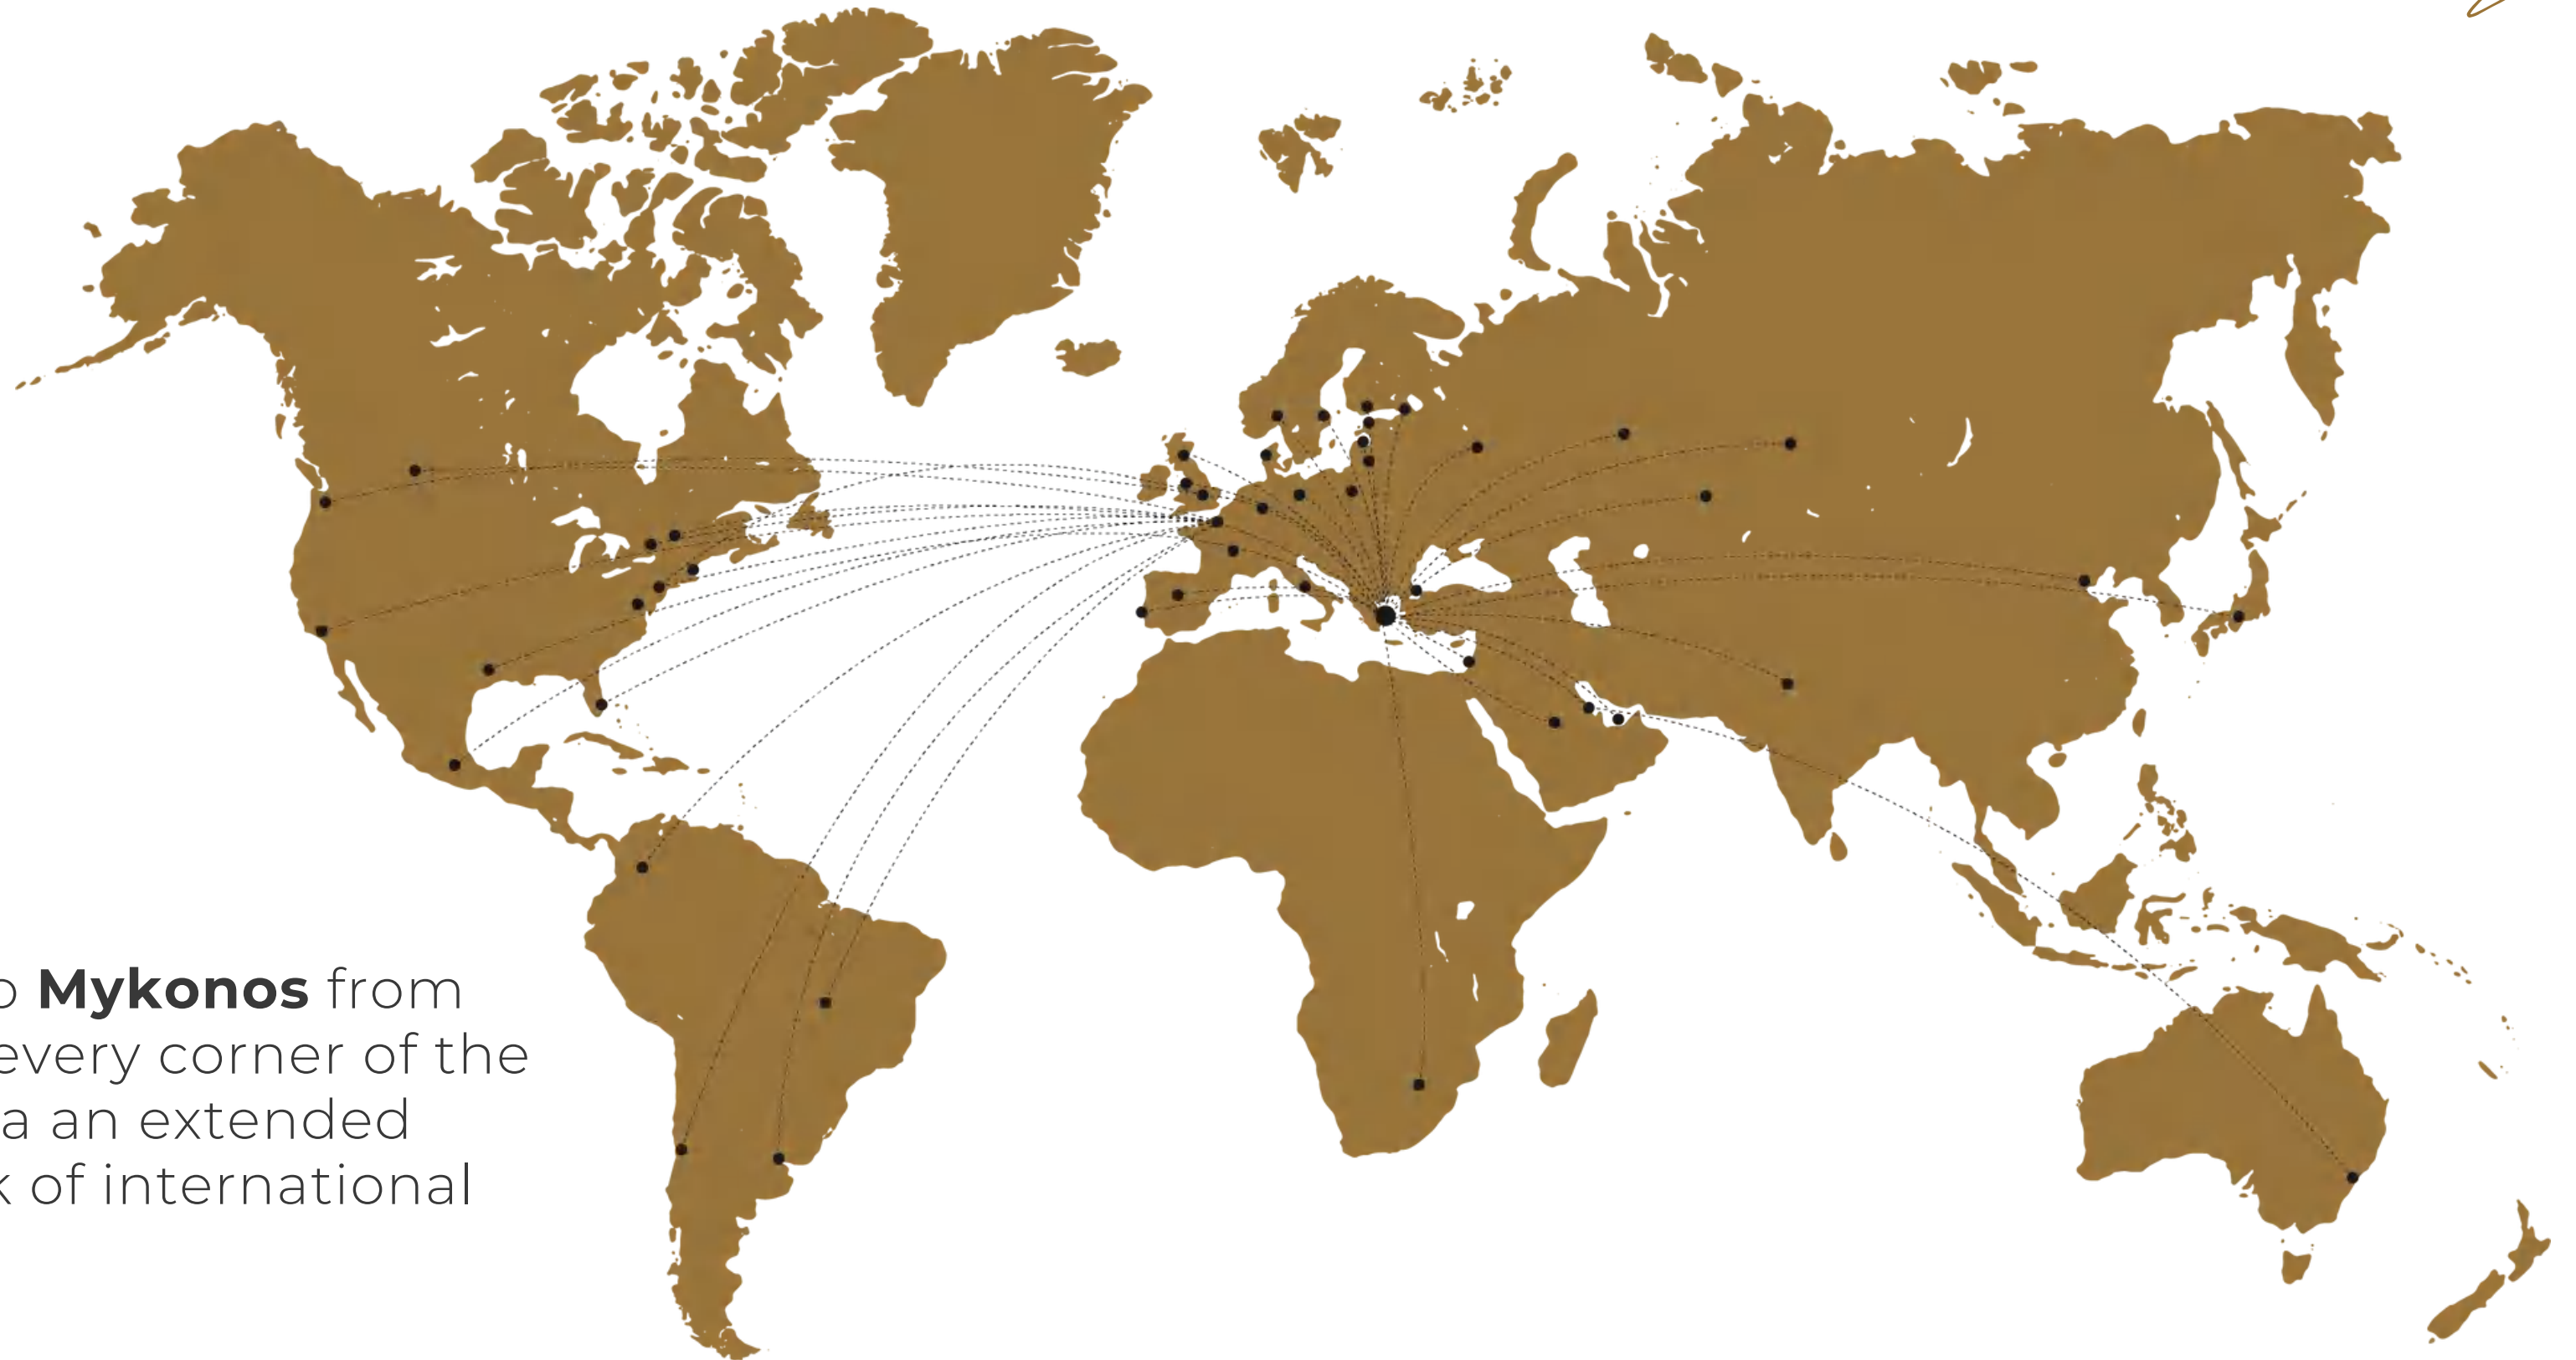 o Mykonos from
every corner of the
a an extended
k of international